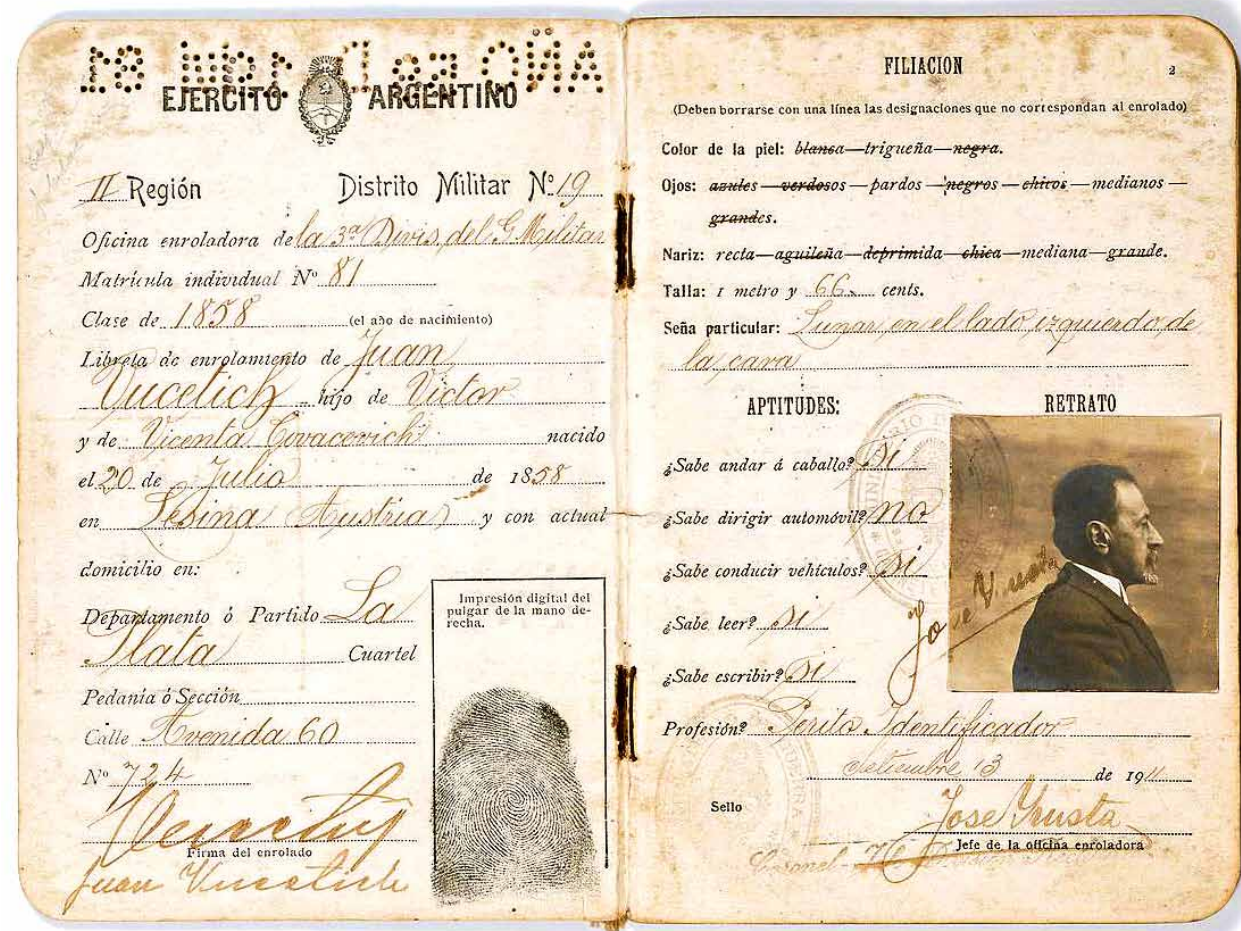 EJERCITO ARGENTINO
II Región Distrito Militar Nº 19
Oficina enroladora de la 3ª Divis. del G. Militar
Matrícula individual Nº 81
Clase de 1858 (el año de nacimiento)
Libreta de enrolamiento de Juan
Vucetich hijo de Victor
y de Vicenta Covacevich nacido
el 20 de Julio de 1858
en Lesina (Austria) y con actual
domicilio en:
Departamento ó Partido La
Plata Cuartel
Pedanía ó Sección
Calle Avenida 60
Nº 724
Firma del enrolado
Juan Vucetich
Impresión digital del
pulgar de la mano de-
recha.
FILIACION
2
(Deben borrarse con una línea las designaciones que no correspondan al enrolado)
Color de la piel: blanca—trigueña—negra.
Ojos: azules—verdosos—pardos—negros—chicos—medianos—
grandes.
Nariz: recta—aguileña—deprimida—chica—mediana—grande.
Talla: 1 metro y 66 cents.
Seña particular: Lunar en el lado izquierdo de
la cara
APTITUDES:
¿Sabe andar á caballo? Si
¿Sabe dirigir automóvil? no
¿Sabe conducir vehículos? Si
¿Sabe leer? Si
¿Sabe escribir? Si
RETRATO
Profesión? Perito Identificador
Setiembre 13 de 1911
Sello
Jose
Jefe de la oficina enroladora
Coronel